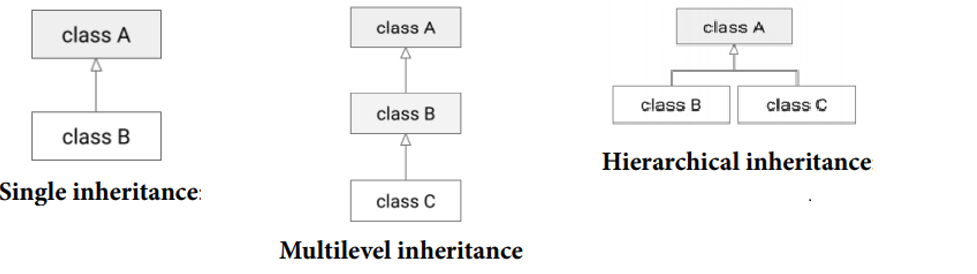 class A
class B
Single inheritance:
class A
class B
class C
Multilevel inheritance
class A
class B class C
Hierarchical inheritance: